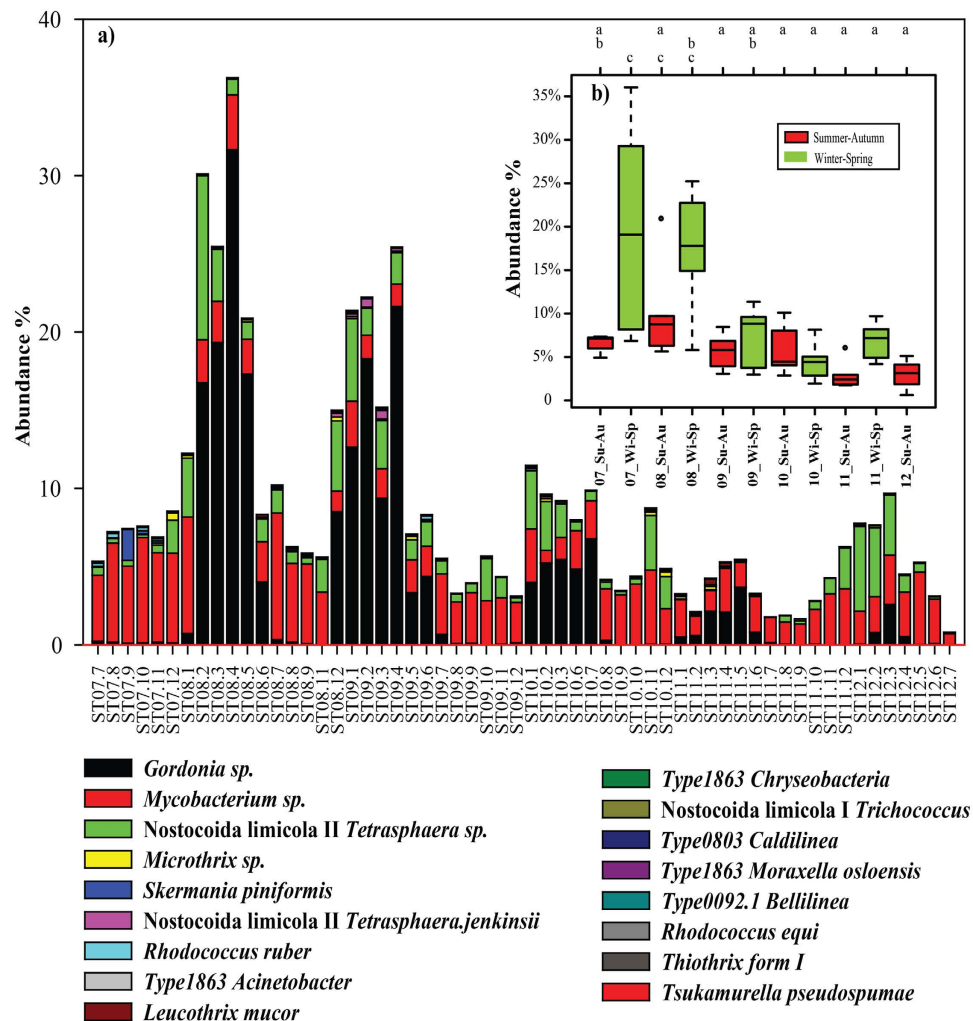 a)
40
30
20
10
0
Abundance %
a a a a a a a a a
b b b
c c c
b)
35%
30%
25%
20%
15%
10%
5%
0
Abundance %
Summer-Autumn
Winter-Spring
07_Su-Au
07_Wi-Sp
08_Su-Au
08_Wi-Sp
09_Su-Au
09_Wi-Sp
10_Su-Au
10_Wi-Sp
11_Su-Au
11_Wi-Sp
12_Su-Au
ST07.7
ST07.8
ST07.9
ST07.10
ST07.11
ST07.12
ST08.1
ST08.2
ST08.3
ST08.4
ST08.5
ST08.6
ST08.7
ST08.8
ST08.9
ST08.11
ST08.12
ST09.1
ST09.2
ST09.3
ST09.4
ST09.5
ST09.6
ST09.7
ST09.8
ST09.9
ST09.10
ST09.11
ST09.12
ST10.1
ST10.2
ST10.3
ST10.6
ST10.7
ST10.8
ST10.9
ST10.10
ST10.11
ST10.12
ST11.1
ST11.2
ST11.3
ST11.4
ST11.5
ST11.6
ST11.7
ST11.8
ST11.9
ST11.10
ST11.11
ST11.12
ST12.1
ST12.2
ST12.3
ST12.4
ST12.5
ST12.6
ST12.7
Gordonia sp.
Mycobacterium sp.
Nostocoida limicola II Tetrasphaera sp.
Microthrix sp.
Skermania piniformis
Nostocoida limicola II Tetrasphaera.jenkinsii
Rhodococcus ruber
Type1863 Acinetobacter
Leucothrix mucor
Type1863 Chryseobacteria
Nostocoida limicola I Trichococcus
Type0803 Caldilinea
Type1863 Moraxella osloensis
Type0092.1 Bellilinea
Rhodococcus equi
Thiothrix form I
Tsukamurella pseudospumae